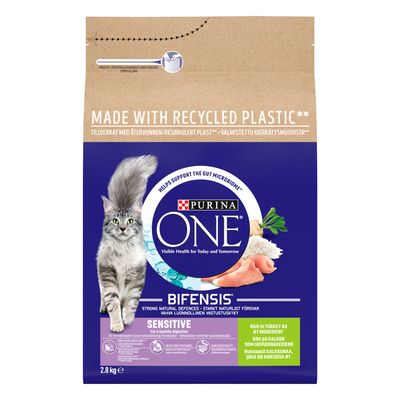 MADE WITH RECYCLED PLASTIC**
TILLVERKAT MED ÅTERVUNNEN/RESIRKULERT PLAST** • VALMISTETTU KIERRÄTYSMUOVISTA**
HELPS SUPPORT THE GUT MICROBIOME*
PURINA
ONE®
Visible Health for Today and Tomorrow
BIFENSIS®
STRONG NATURAL DEFENCES • STARKT NATURLIGT FÖRSVAR
VAHVA LUONNOLLINEN VASTUSTUSKYKY
SENSITIVE
For a healthy digestion
RICH IN TURKEY AS
#1 INGREDIENT
RIKT PÅ KALKON
SOM HUVUDINGREDIENS
RUNSAASTI KALKKUNAA,
JOKA ON AINESOSA #1
2.8 kg e